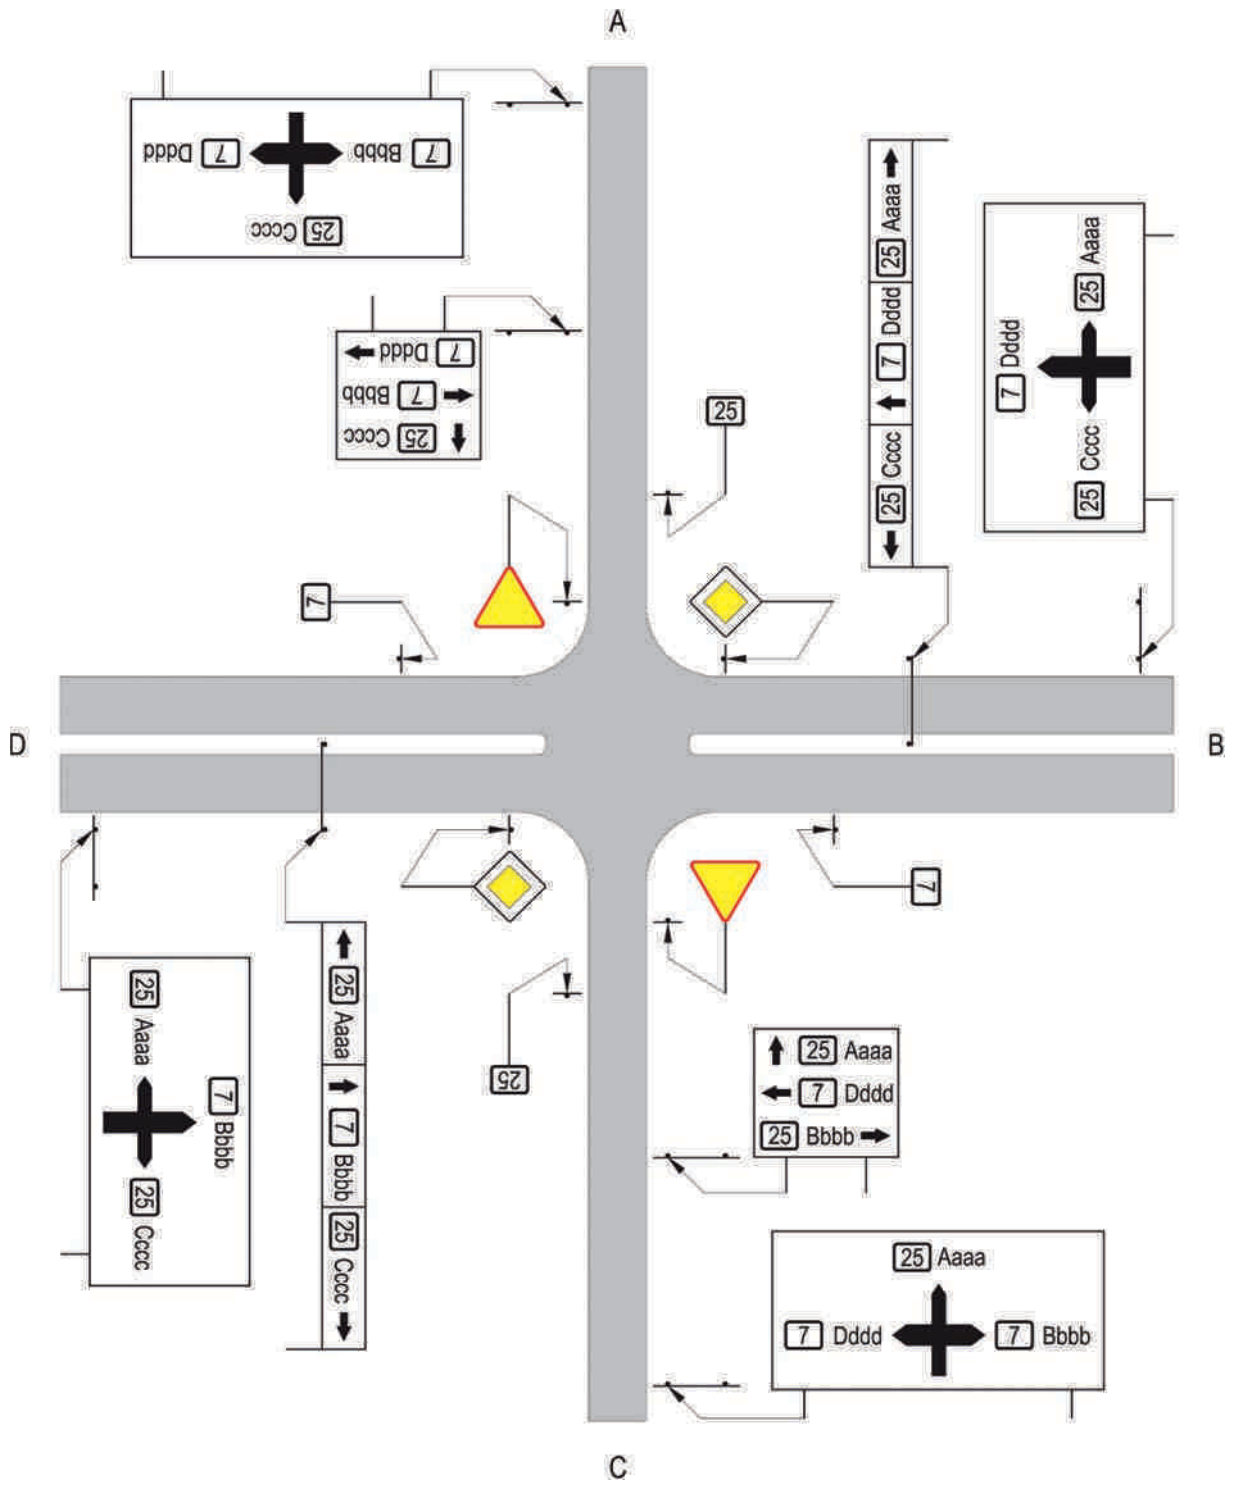 A
Dddd 7 7 Bbbb
Cccc 25
7 Dddd
7 Bbbb
25 Cccc
25
7
25 Aaaa
7 Dddd
25 Cccc
25 Aaaa
7 Dddd
25 Cccc
D
B
25 Aaaa
7 Bbbb
25 Cccc
25 Aaaa
7 Bbbb
25 Cccc
25
7
25 Aaaa
7 Dddd
25 Bbbb
25 Aaaa
7 Dddd 7 Bbbb
C